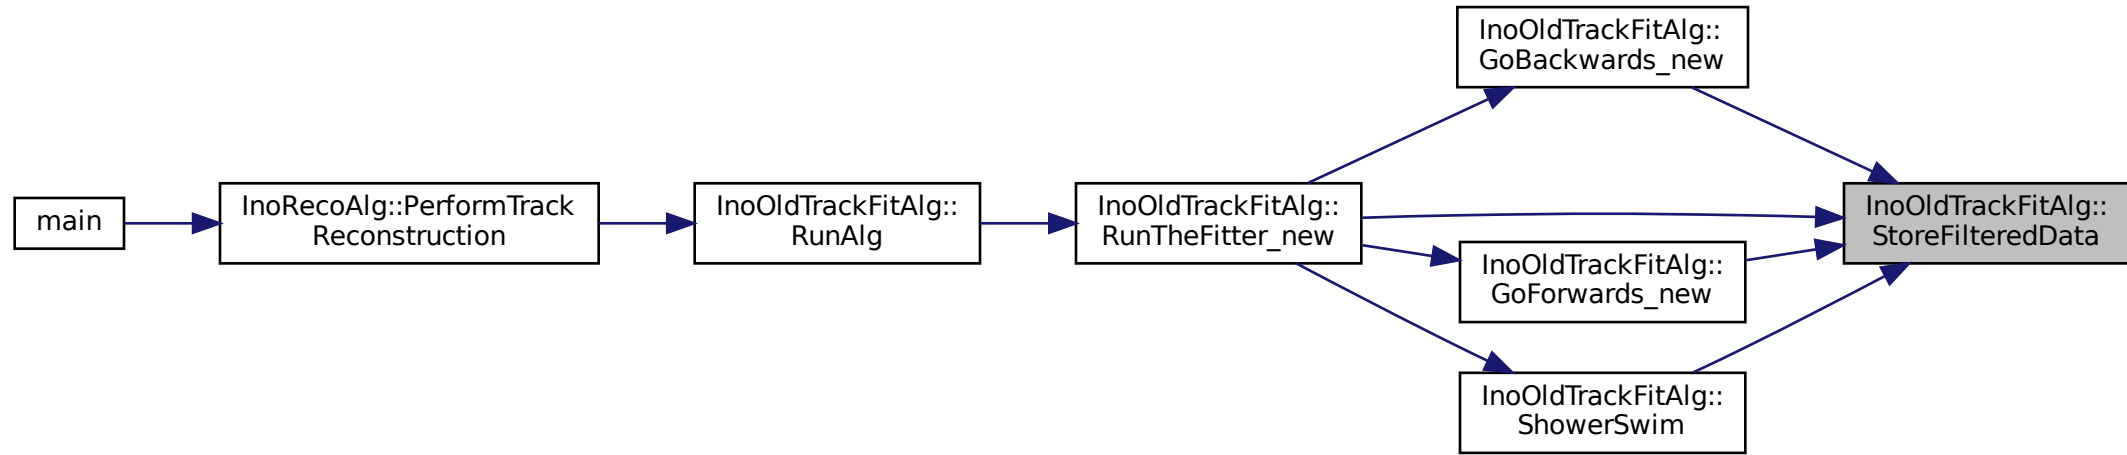 main
InoRecoAlg::PerformTrack
Reconstruction
InoOldTrackFitAlg::
RunAlg
InoOldTrackFitAlg::
RunTheFitter_new
InoOldTrackFitAlg::
GoBackwards_new
InoOldTrackFitAlg::
GoForwards_new
InoOldTrackFitAlg::
ShowerSwim
InoOldTrackFitAlg::
StoreFilteredData